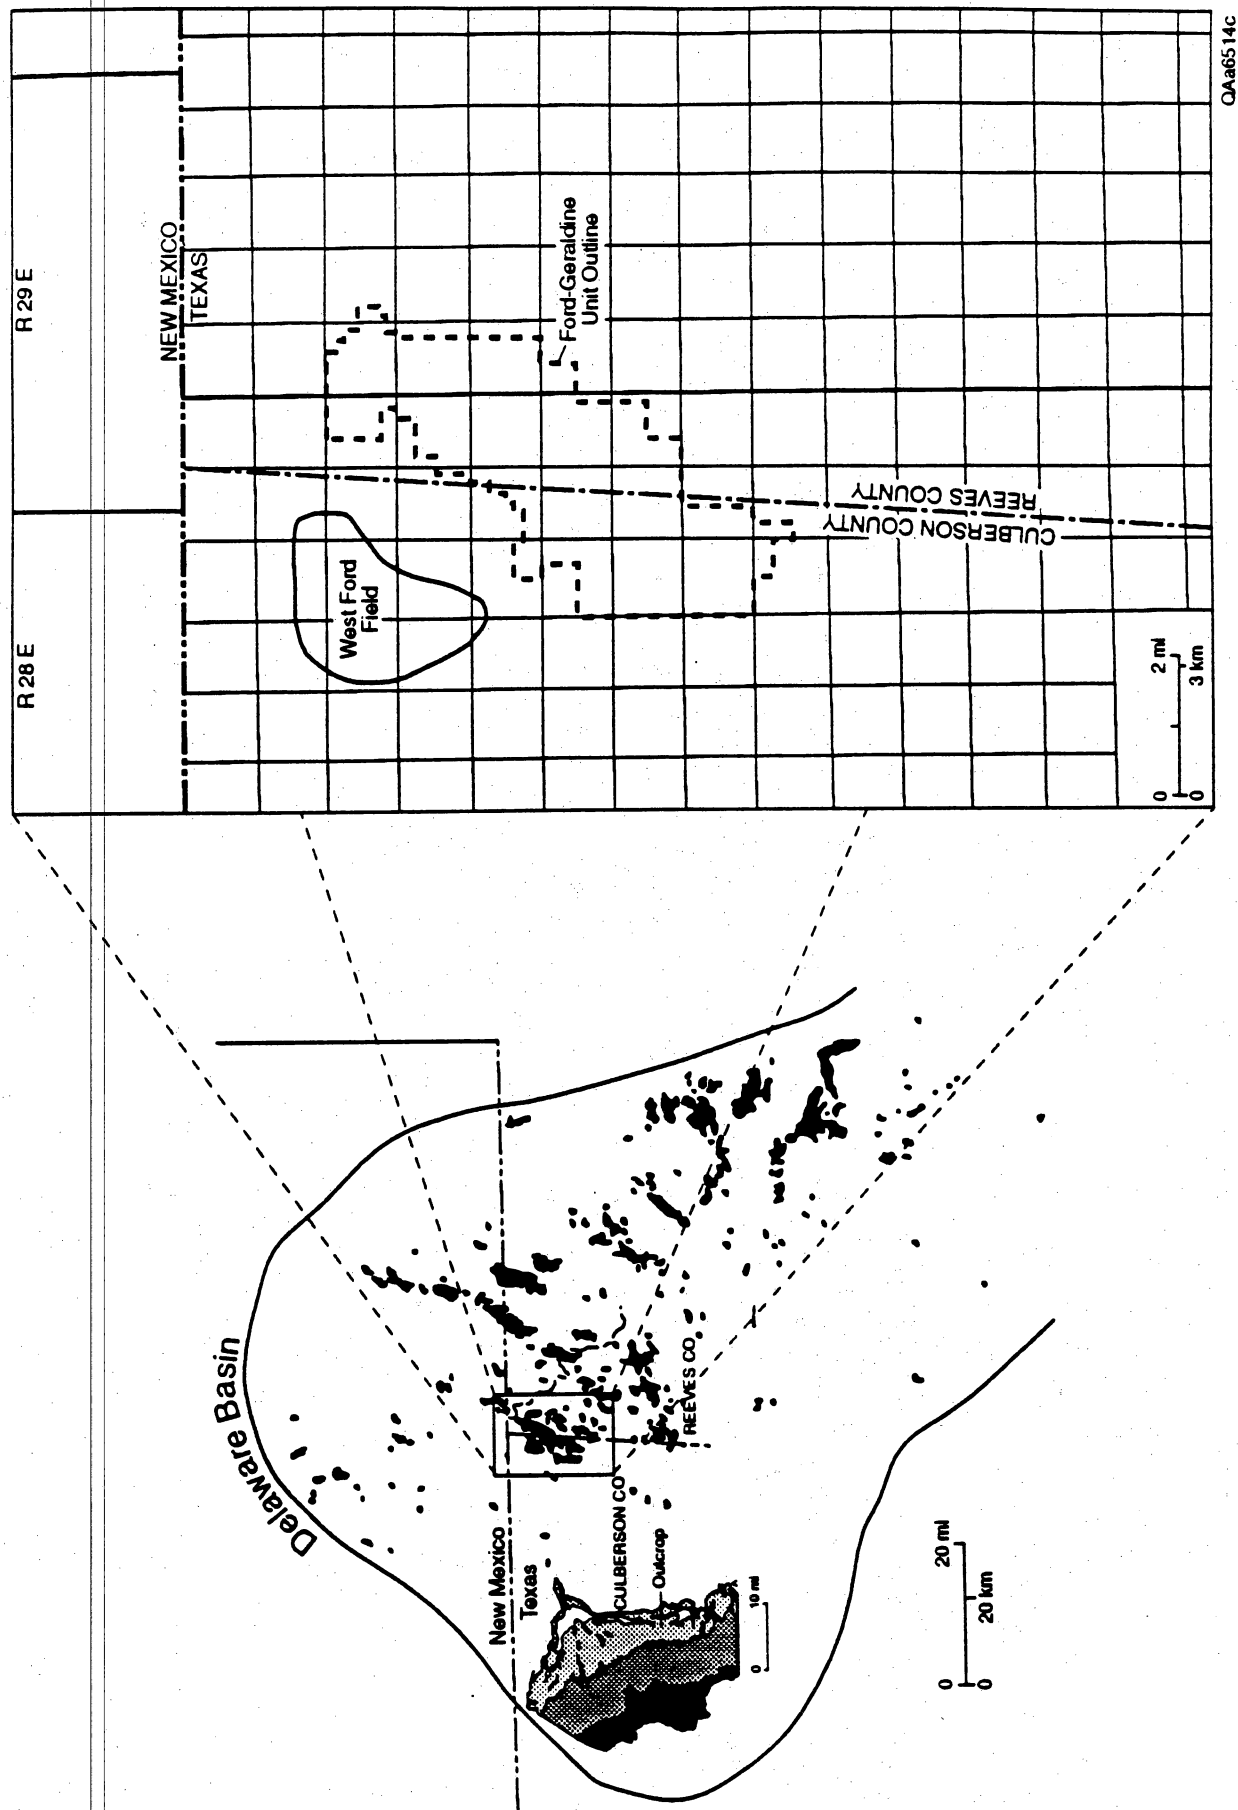 Delaware Basin
New Mexico
Texas
CULBERSON CO
REEVES CO
Outcrop
0 10 mi
0 20 mi
0 20 km
R 28 E
R 29 E
NEW MEXICO
TEXAS
West Ford
Field
Ford-Geraldine
Unit Outline
CULBERSON COUNTY
REEVES COUNTY
0 2 mi
0 3 km
QAa6514c